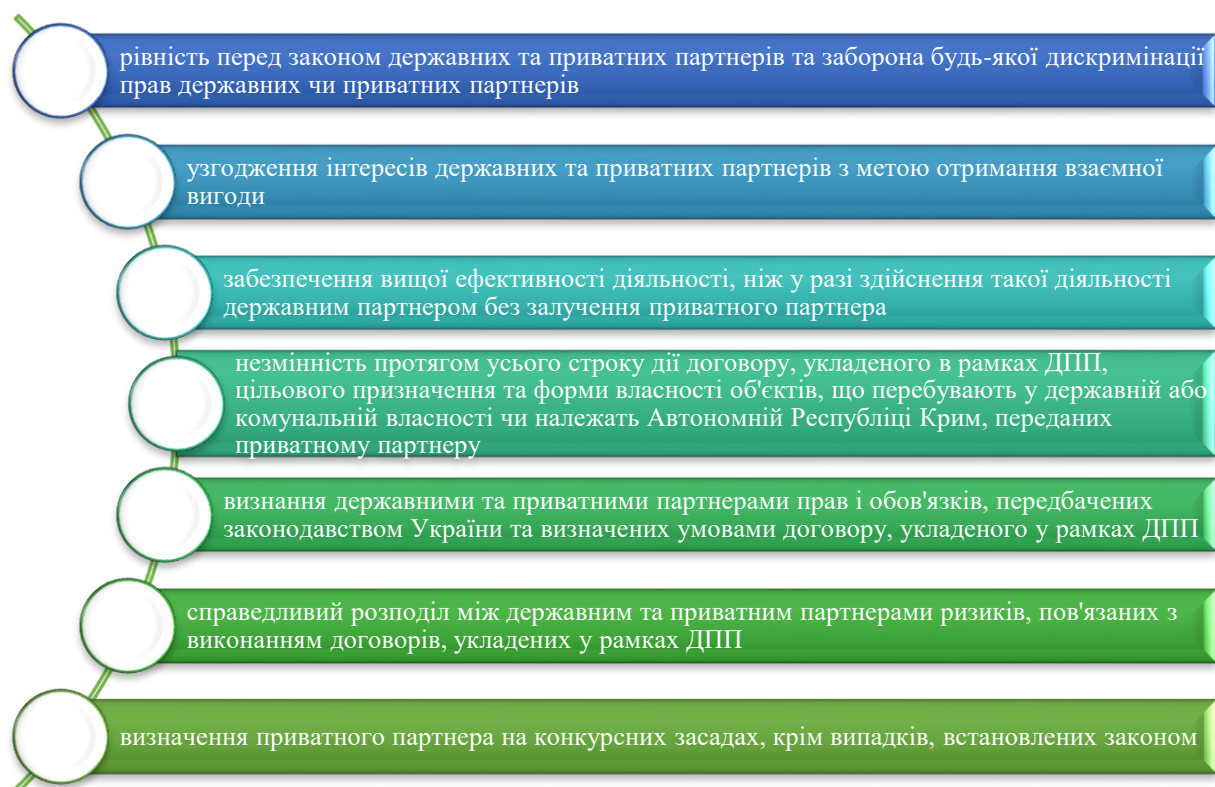 рівність перед законом державних та приватних партнерів та заборона будь-якої дискримінації
прав державних чи приватних партнерів
узгодження інтересів державних та приватних партнерів з метою отримання взаємної
вигоди
забезпечення вищої ефективності діяльності, ніж у разі здійснення такої діяльності
державним партнером без залучення приватного партнера
незмінність протягом усього строку дії договору, укладеного в рамках ДПП,
цільового призначення та форми власності об'єктів, що перебувають у державній або
комунальній власності чи належать Автономній Республіці Крим, переданих
приватному партнеру
визнання державними та приватними партнерами прав і обов'язків, передбачених
законодавством України та визначених умовами договору, укладеного у рамках ДПП
справедливий розподіл між державним та приватним партнерами ризиків, пов'язаних з
виконанням договорів, укладених у рамках ДПП
визначення приватного партнера на конкурсних засадах, крім випадків, встановлених законом